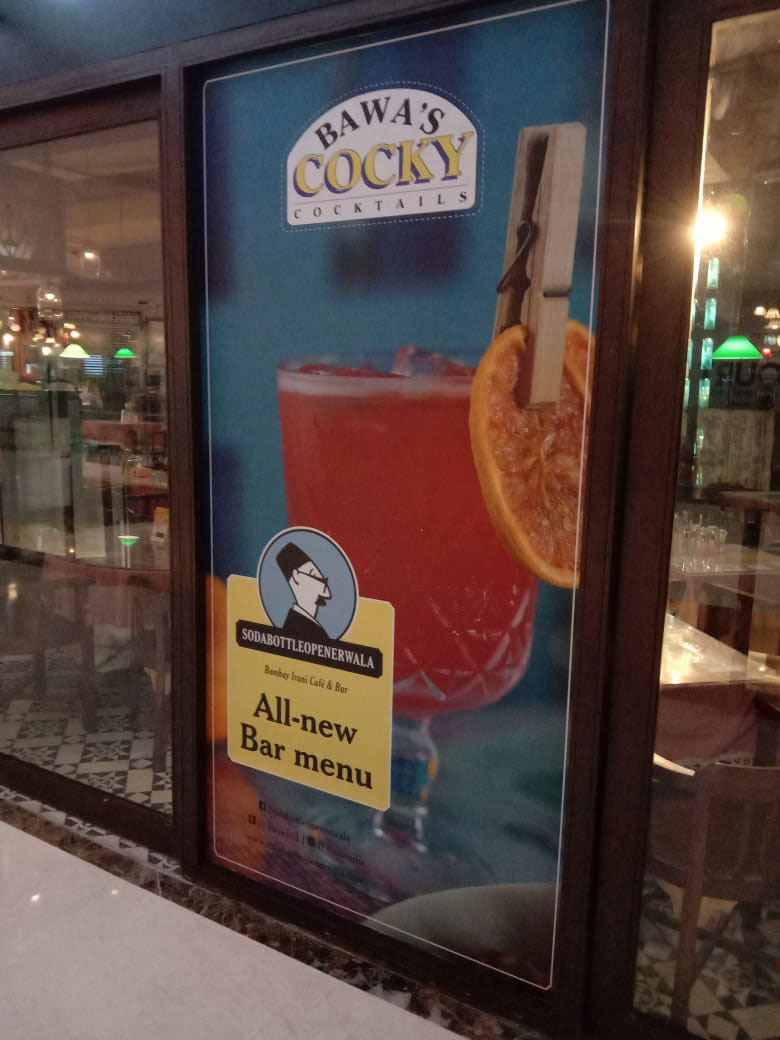 BAWA'S
COCKY
COCKTAILS
SODABOTTLEOPENERWALA
Bombay Irani Café & Bar
All-new
Bar menu